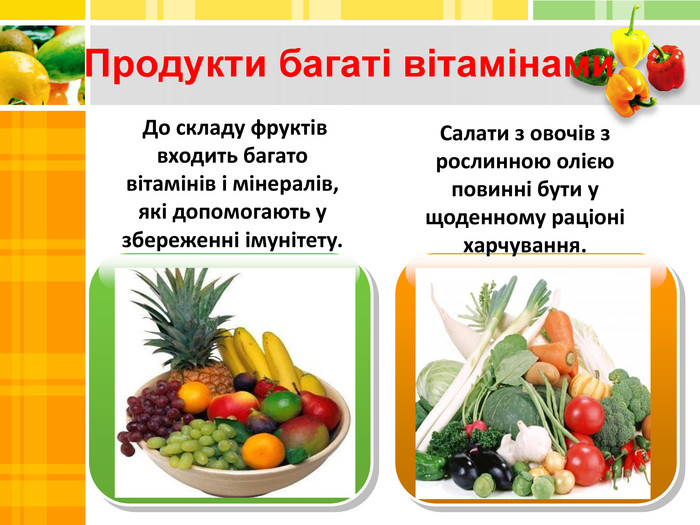 Продукти багаті вітамінами
До складу фруктів
входить багато
вітамінів і мінералів,
які допомогають у
збереженні імунітету.
Салати з овочів з
рослинною олією
повинні бути у
щоденному раціоні
харчування.